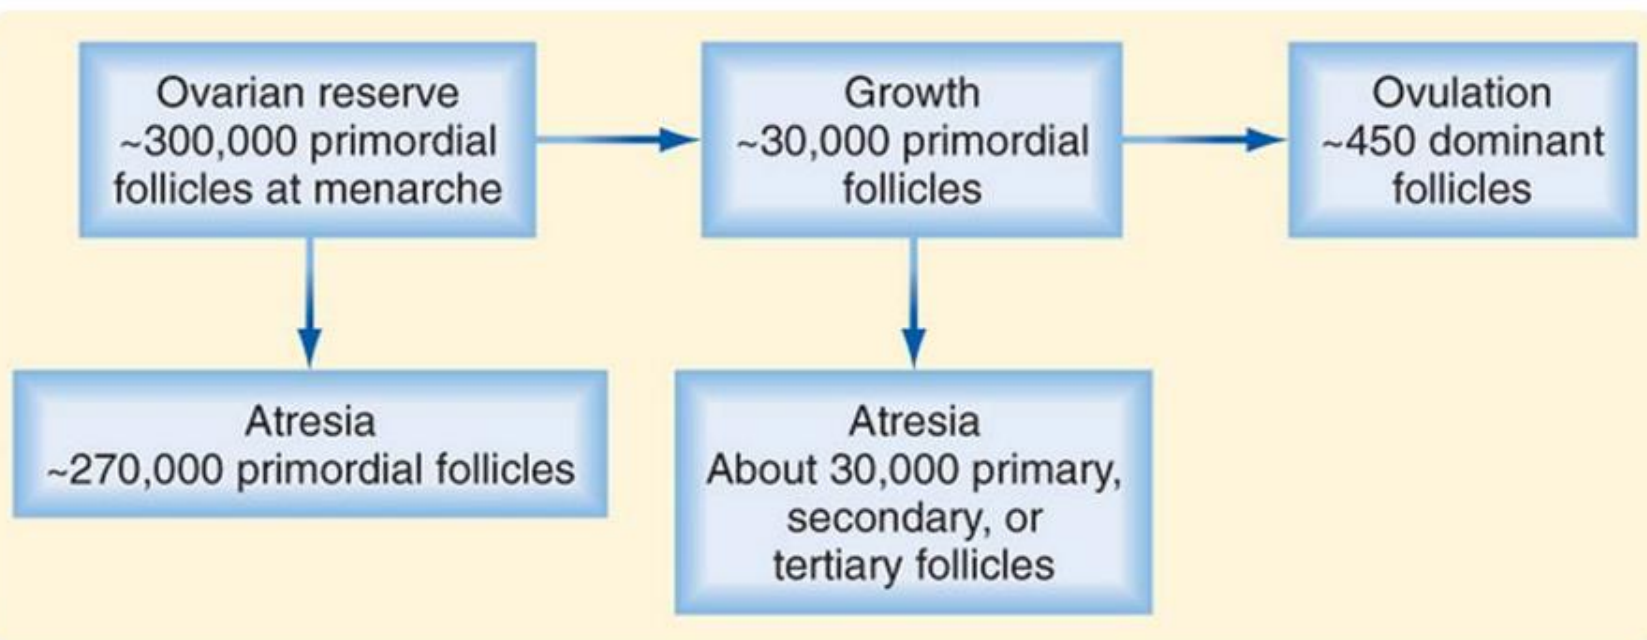 Ovarian reserve
~300,000 primordial
follicles at menarche
Growth
~30,000 primordial
follicles
Ovulation
~450 dominant
follicles
Atresia
~270,000 primordial follicles
Atresia
About 30,000 primary,
secondary, or
tertiary follicles